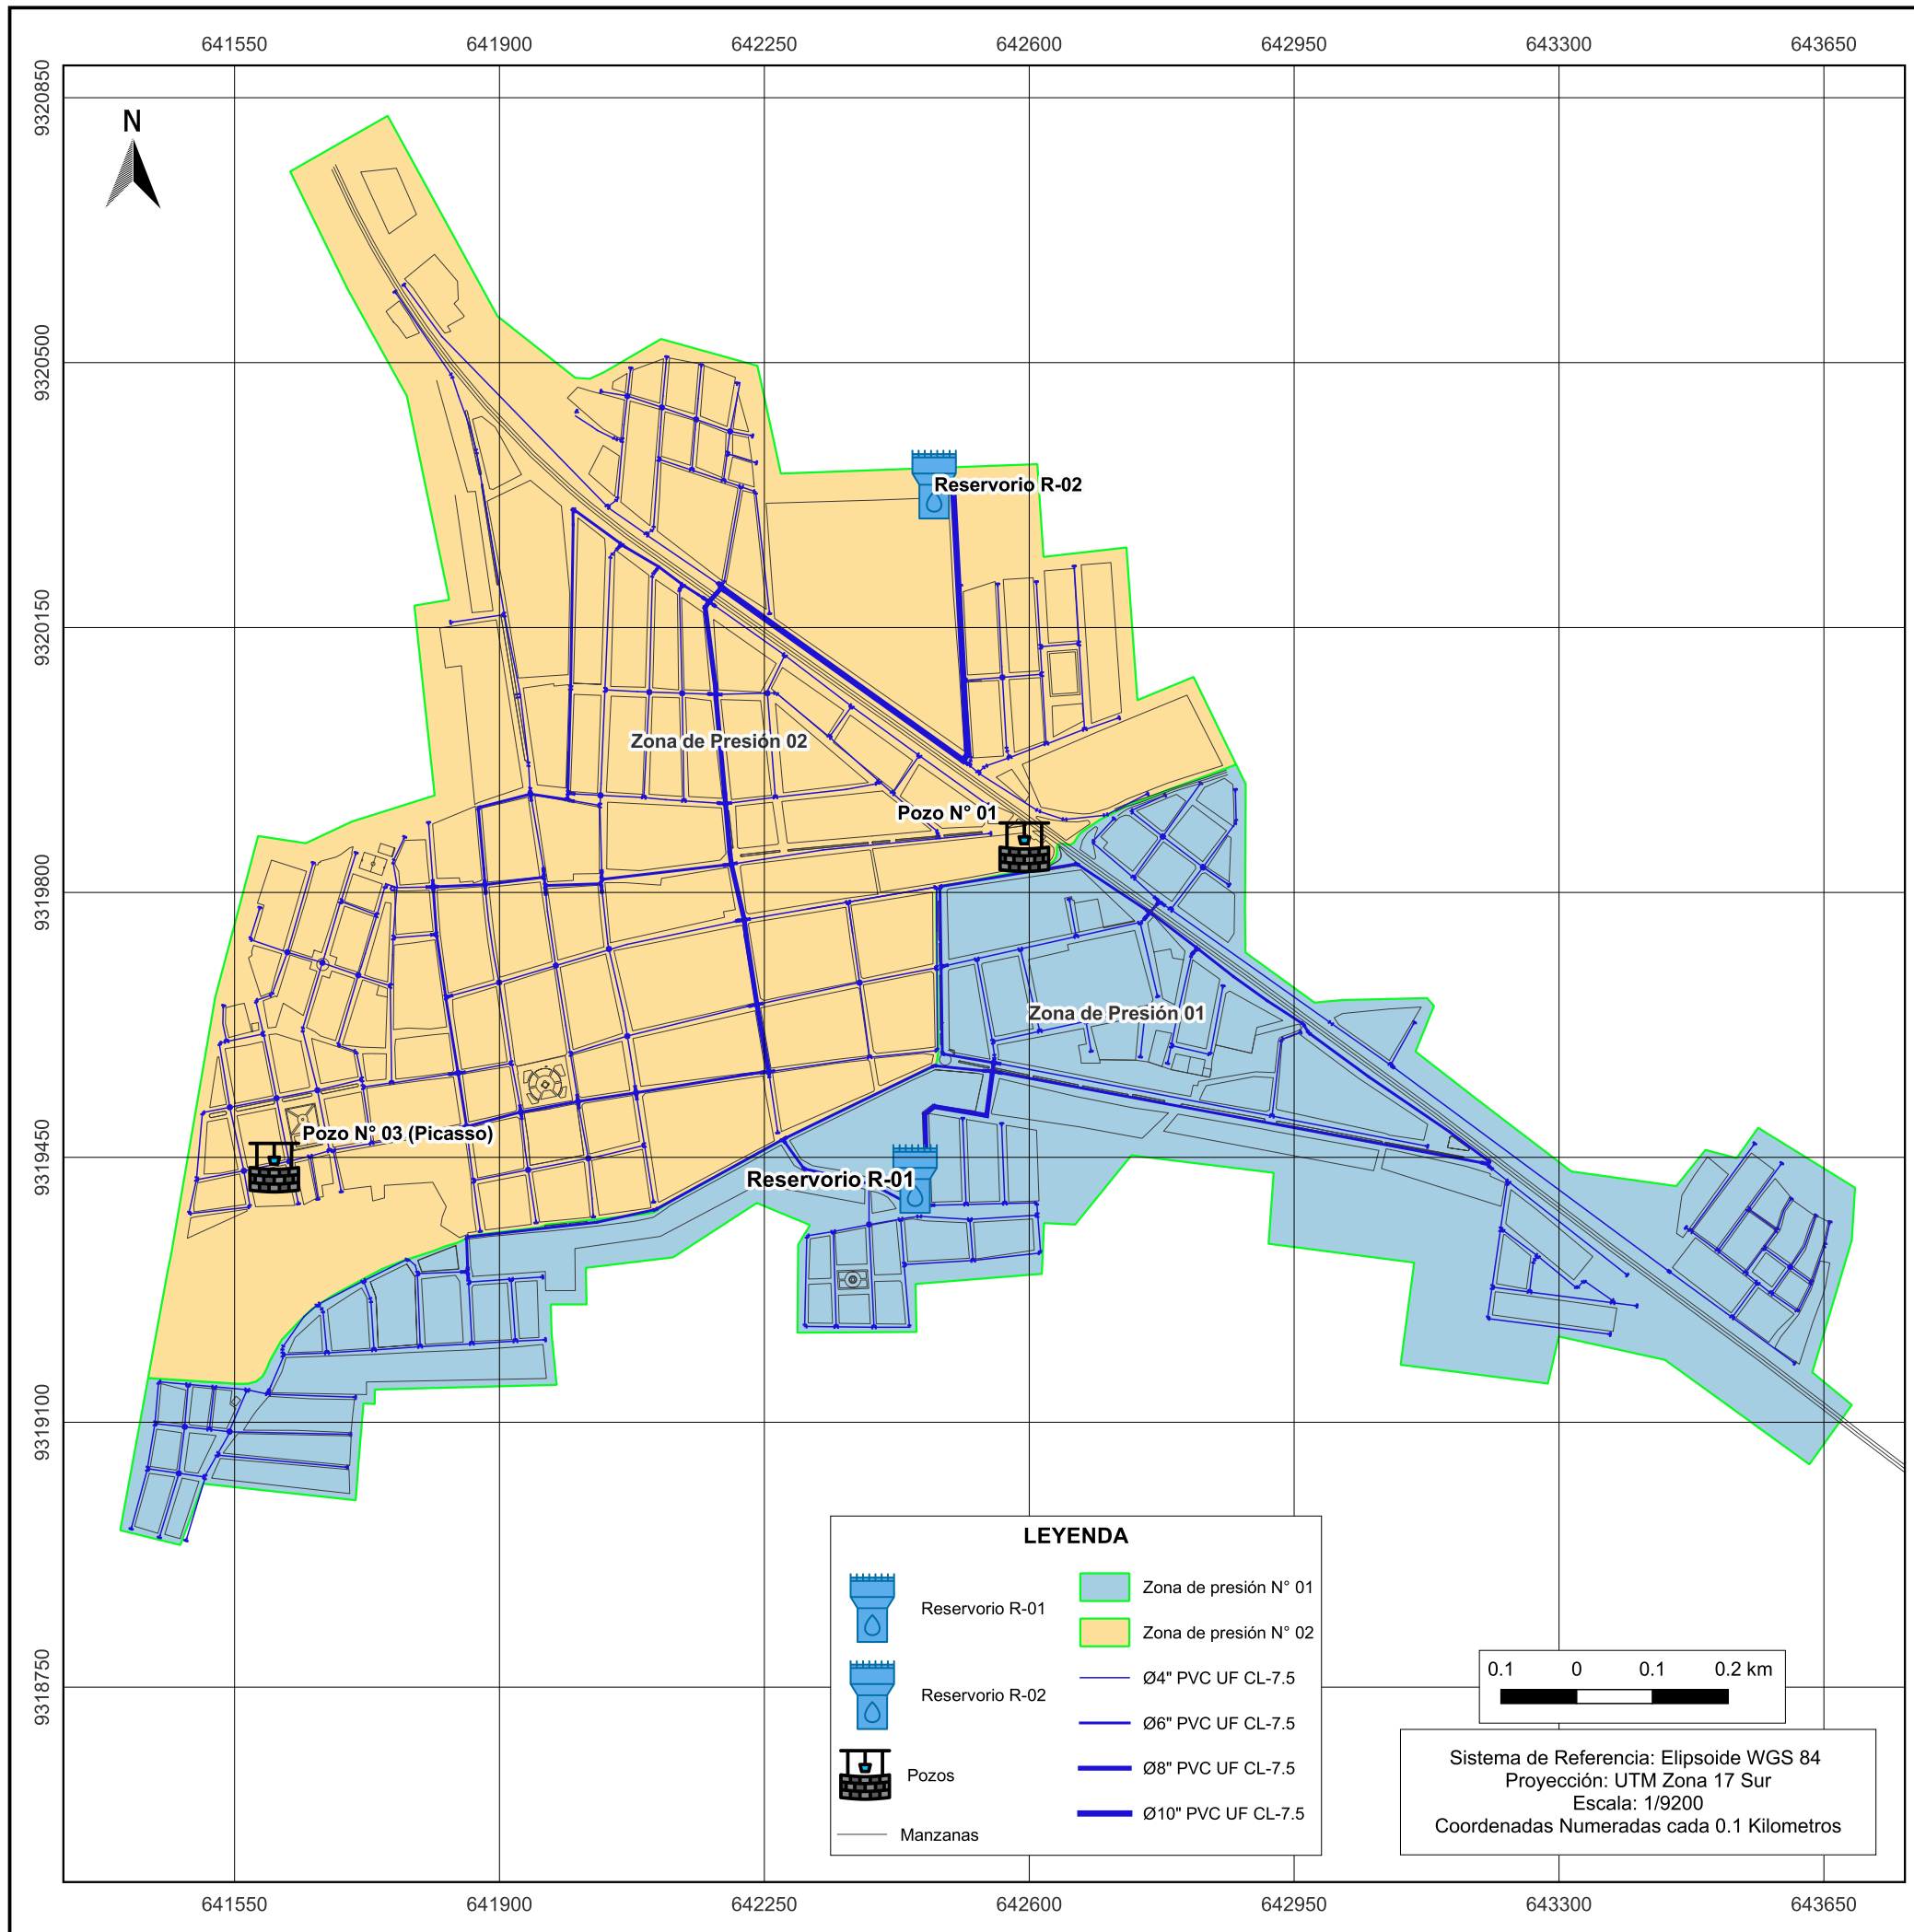 641550 641900 642250 642600 642950 643300 643650
9320850
9320500
9320150
9319800
9319450
9319100
9318750
N
Reservorio R-02
Zona de Presión 02
Pozo N° 01
Zona de Presión 01
Pozo N° 03 (Picasso)
Reservorio R-01
LEYENDA
Reservorio R-01
Reservorio R-02
Pozos
Manzanas
Zona de presión N° 01
Zona de presión N° 02
Ø4" PVC UF CL-7.5
Ø6" PVC UF CL-7.5
Ø8" PVC UF CL-7.5
Ø10" PVC UF CL-7.5
0.1 0 0.1 0.2 km
Sistema de Referencia: Elipsoide WGS 84
Proyección: UTM Zona 17 Sur
Escala: 1/9200
Coordenadas Numeradas cada 0.1 Kilometros
641550 641900 642250 642600 642950 643300 643650